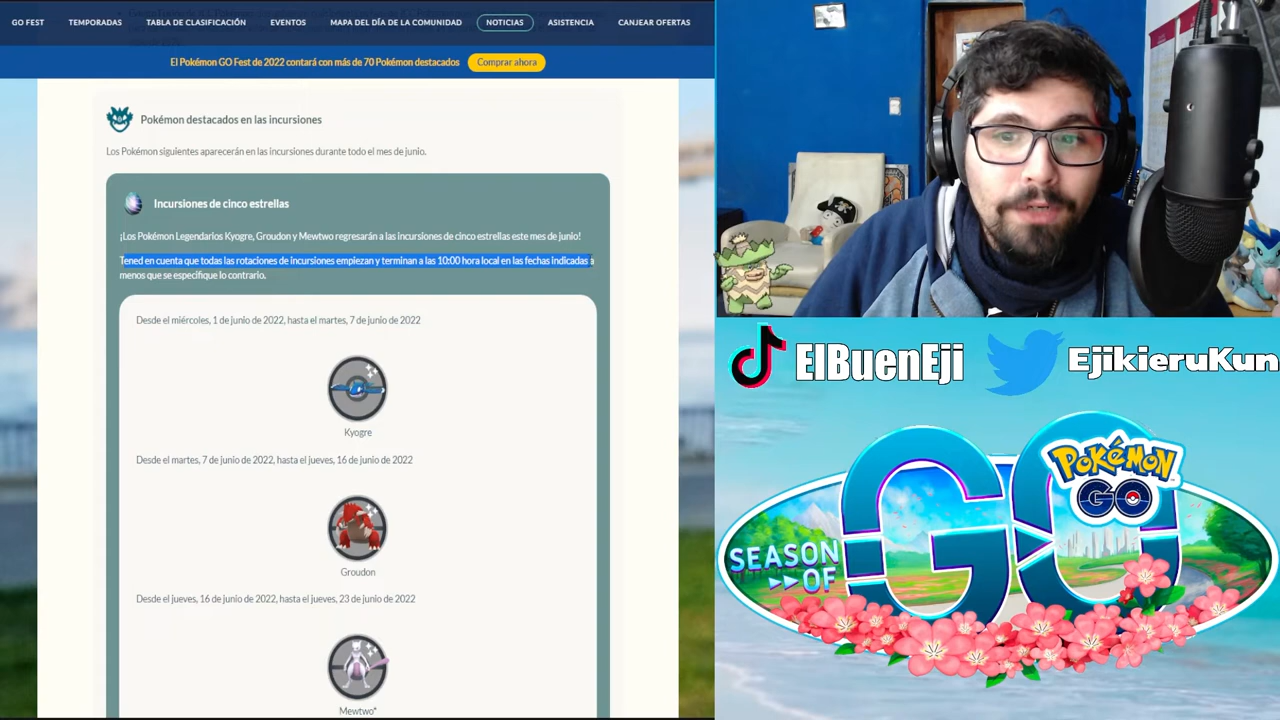 GO FEST TEMPORADAS TABLA DE CLASIFICACIÓN EVENTOS MAPA DEL DÍA DE LA COMUNIDAD NOTICIAS ASISTENCIA CANJEAR OFERTAS
El Pokémon GO Fest de 2022 contará con más de 70 Pokémon destacados Comprar ahora
Pokémon destacados en las incursiones
Los Pokémon siguientes aparecerán en las incursiones durante todo el mes de junio.
Incursiones de cinco estrellas
¡Los Pokémon Legendarios Kyogre, Groudon y Mewtwo regresarán a las incursiones de cinco estrellas este mes de junio!
Tened en cuenta que todas las rotaciones de incursiones empiezan y terminan a las 10:00 hora local en las fechas indicadas a
menos que se especifique lo contrario.
Desde el miércoles, 1 de junio de 2022, hasta el martes, 7 de junio de 2022
Kyogre
Desde el martes, 7 de junio de 2022, hasta el jueves, 16 de junio de 2022
Groudon
Desde el jueves, 16 de junio de 2022, hasta el jueves, 23 de junio de 2022
Mewtwo*
ElBuenEji
EjikieruKun
SEASON
OF
GO
POKéMON
GO